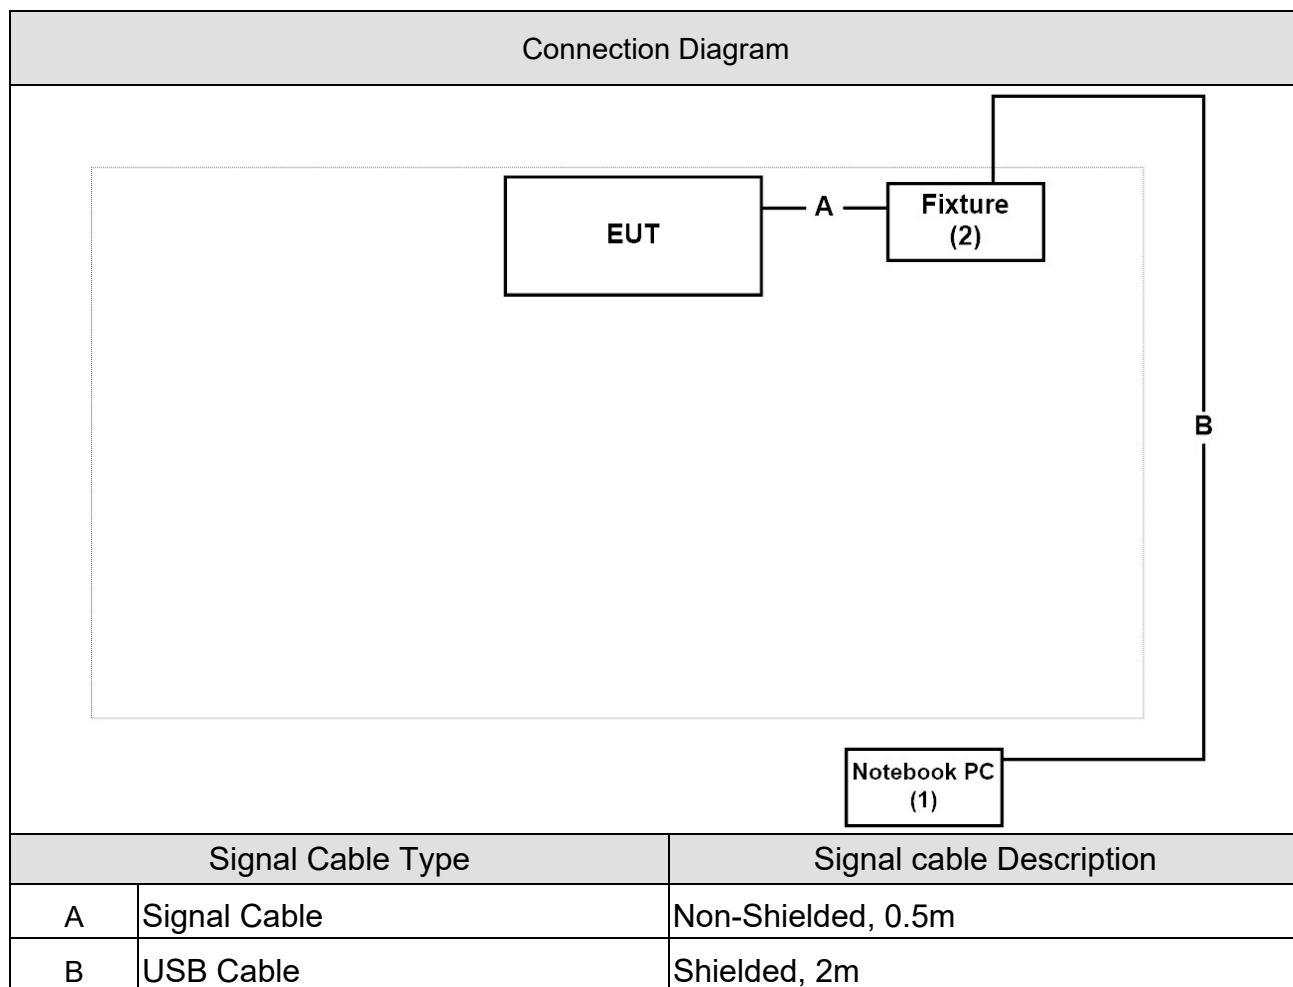 Connection Diagram
EUT
A
Fixture
(2)
B
Notebook PC
(1)
Signal Cable Type Signal cable Description
A Signal Cable Non-Shielded, 0.5m
B USB Cable Shielded, 2m